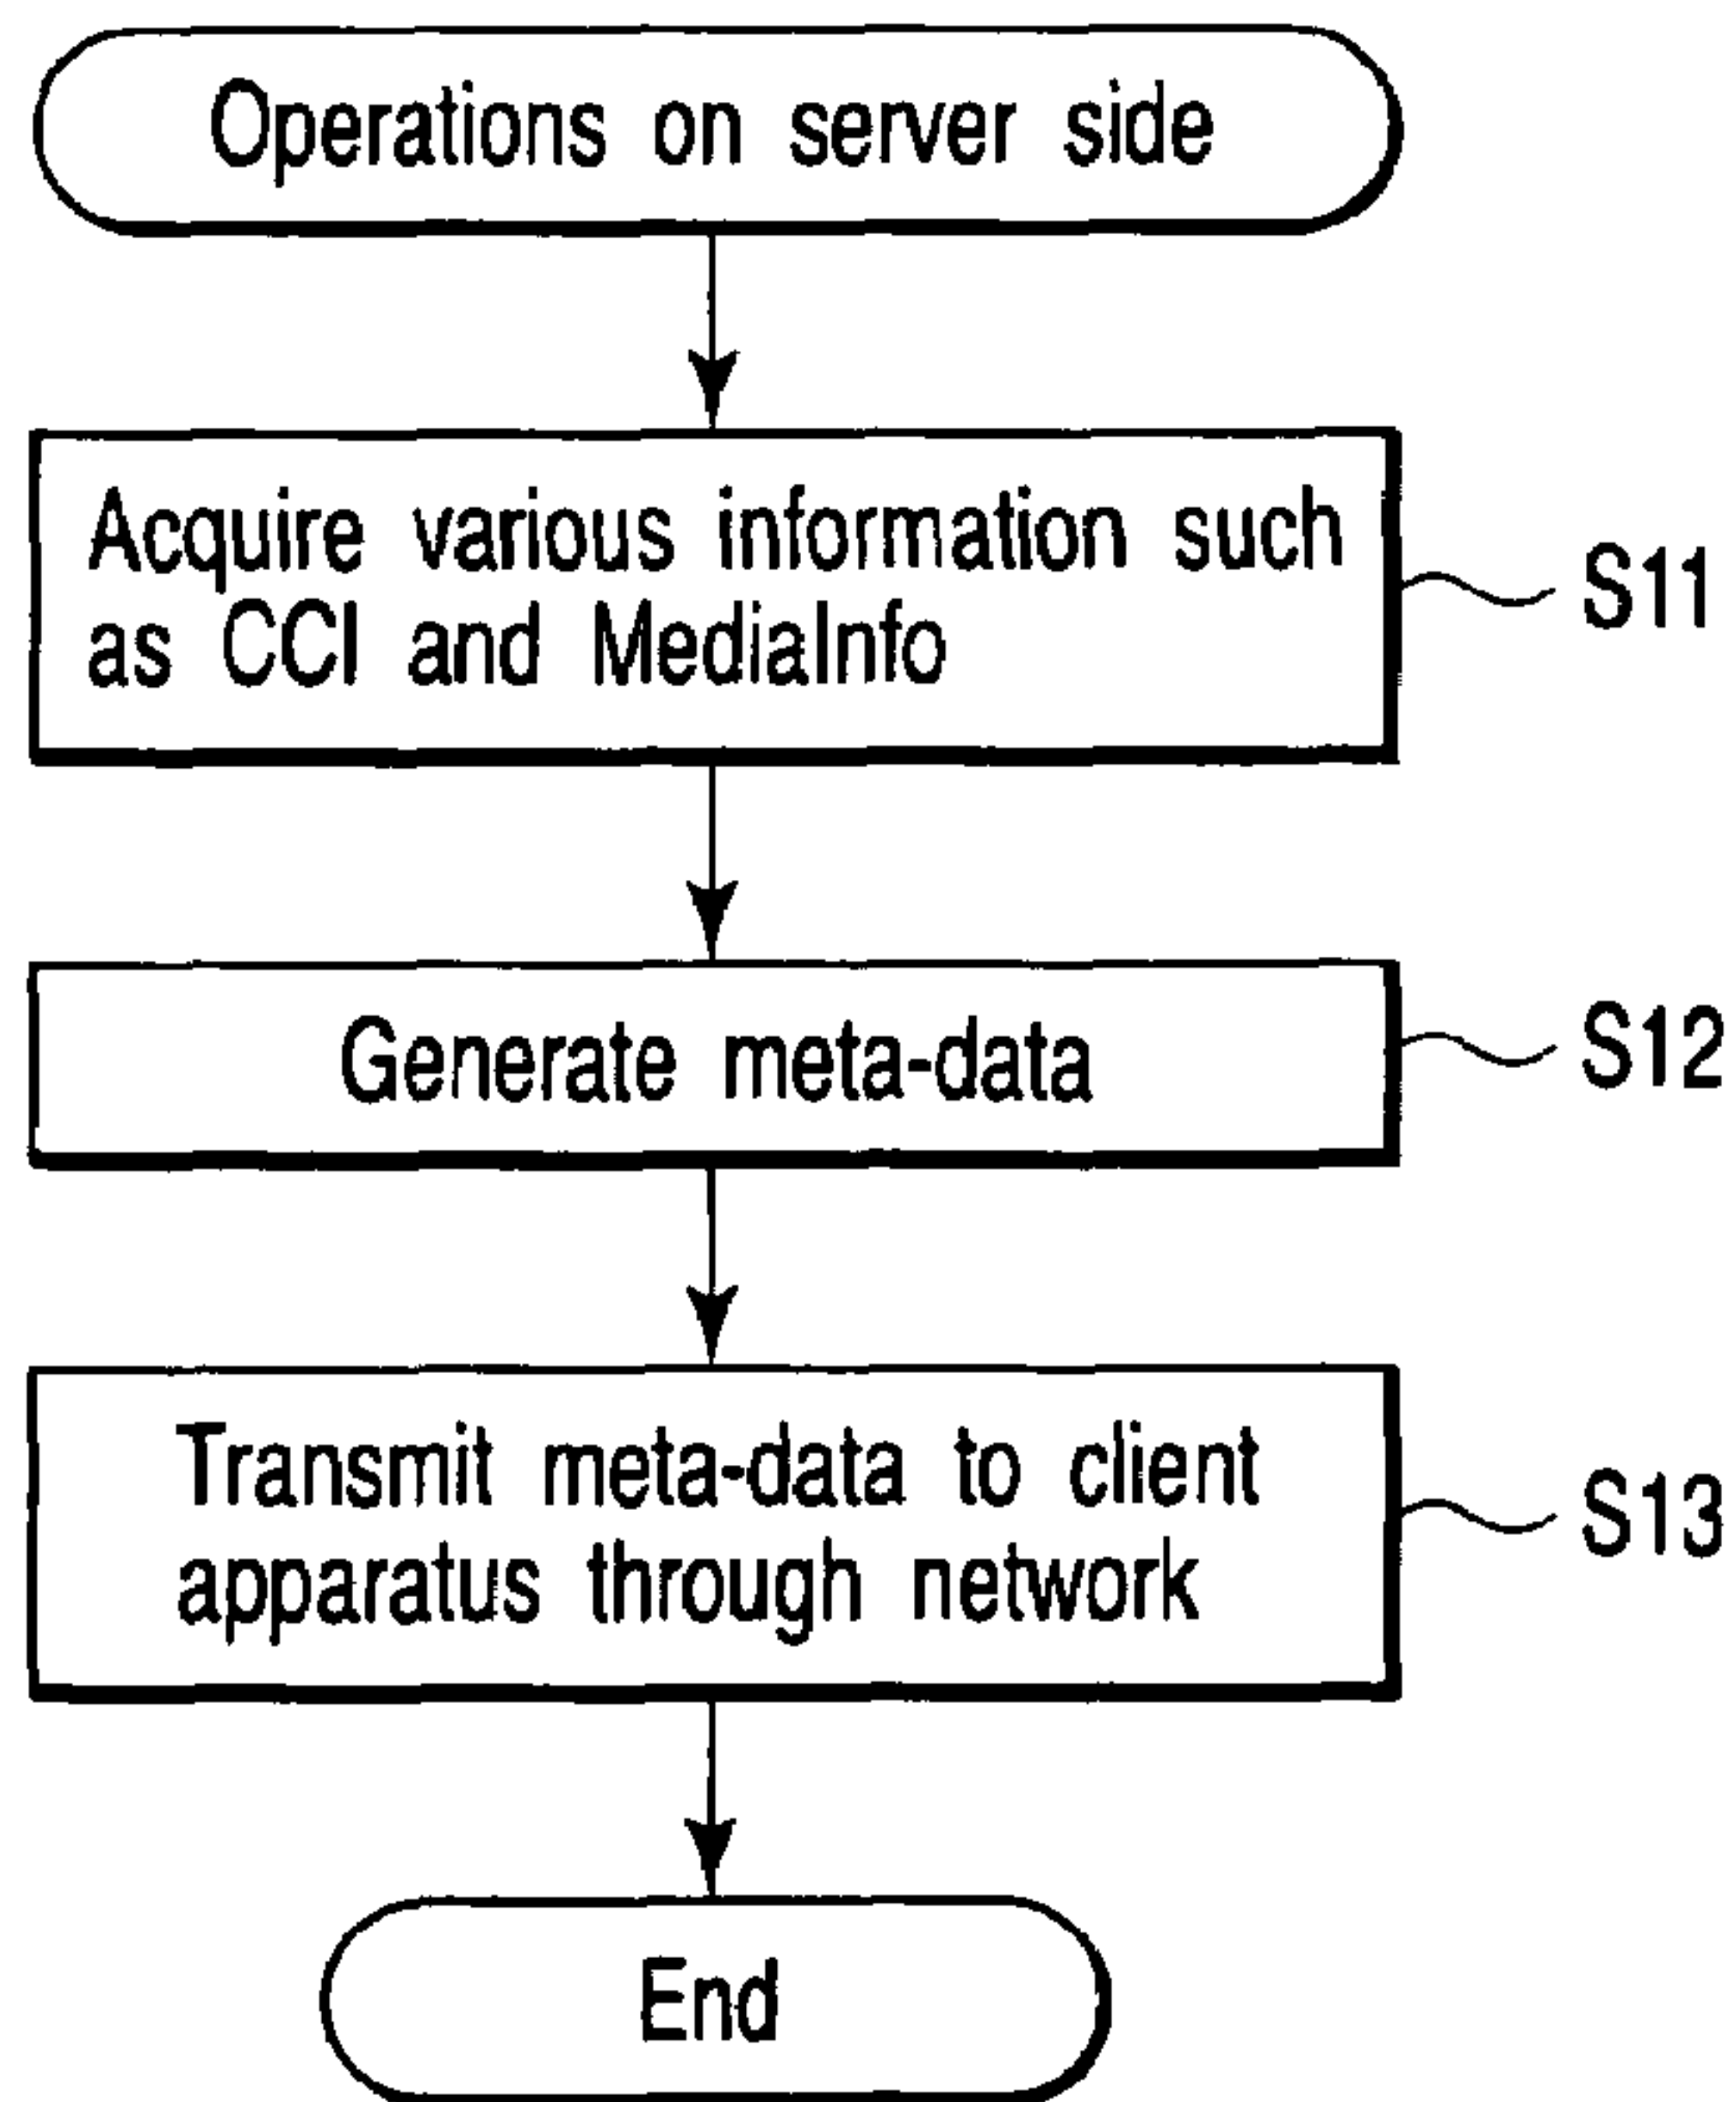 Operations on server side
Acquire various information such
as CCI and MediaInfo
S11
Generate meta-data
S12
Transmit meta-data to client
apparatus through network
S13
End